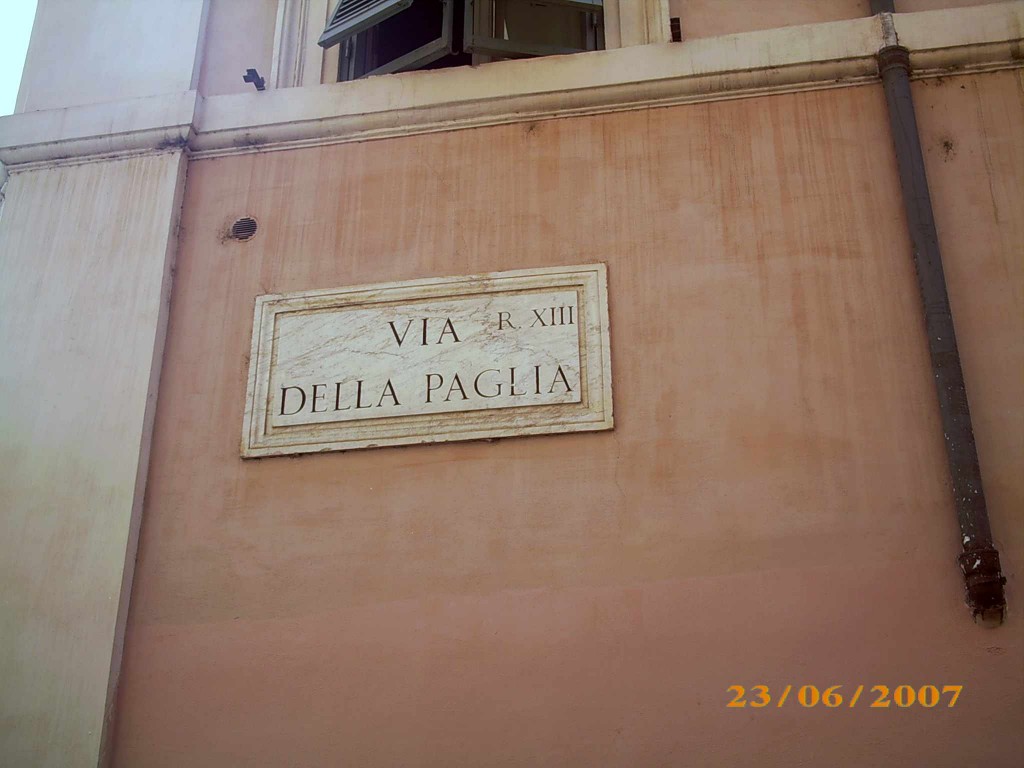 VIA R. XIII
DELLA PAGLIA
23/06/2007